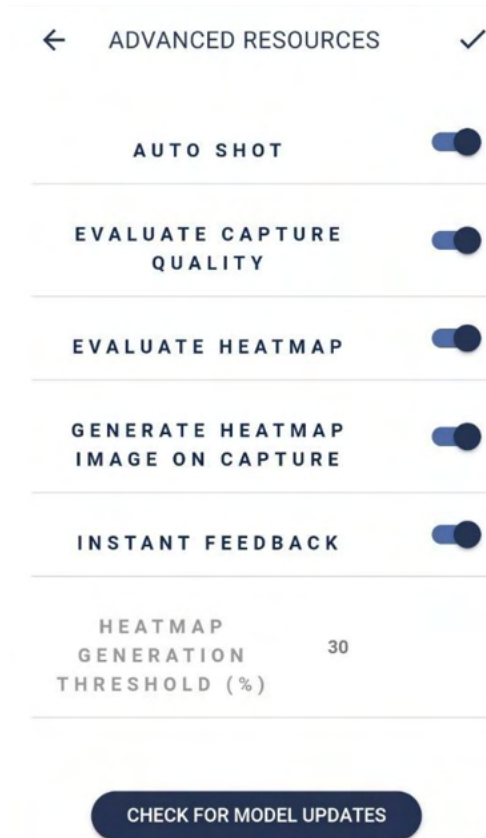 ADVANCED RESOURCES
AUTO SHOT
EVALUATE CAPTURE
QUALITY
EVALUATE HEATMAP
GENERATE HEATMAP
IMAGE ON CAPTURE
INSTANT FEEDBACK
HEATMAP
GENERATION
THRESHOLD (%)
30
CHECK FOR MODEL UPDATES